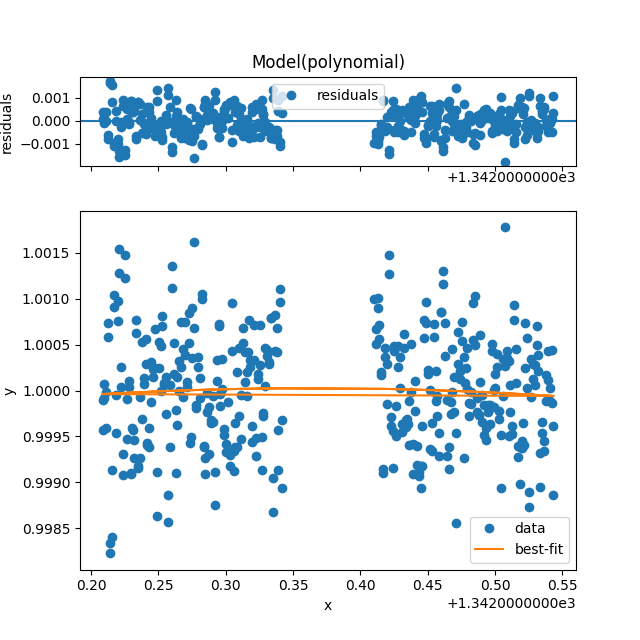 Model(polynomial)
residuals
0.001
0.000
−0.001
residuals
+1.3420000000e3
y
1.0015
1.0010
1.0005
1.0000
0.9995
0.9990
0.9985
data
best-fit
0.20 0.25 0.30 0.35 0.40 0.45 0.50 0.55
x
+1.3420000000e3